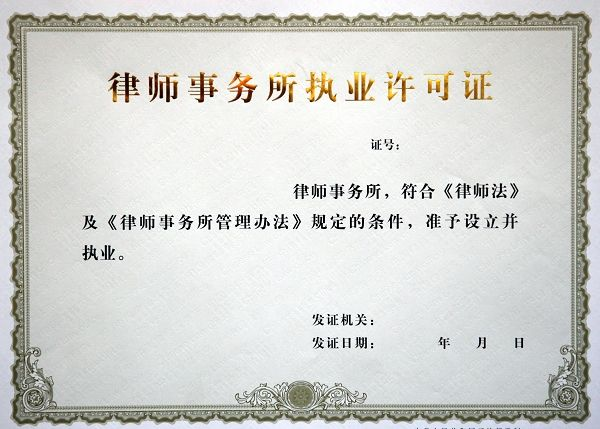 律师事务所执业许可证
证号：
律师事务所，符合《律师法》
及《律师事务所管理办法》规定的条件，准予设立并
执业。
发证机关：
发证日期： 年 月 日